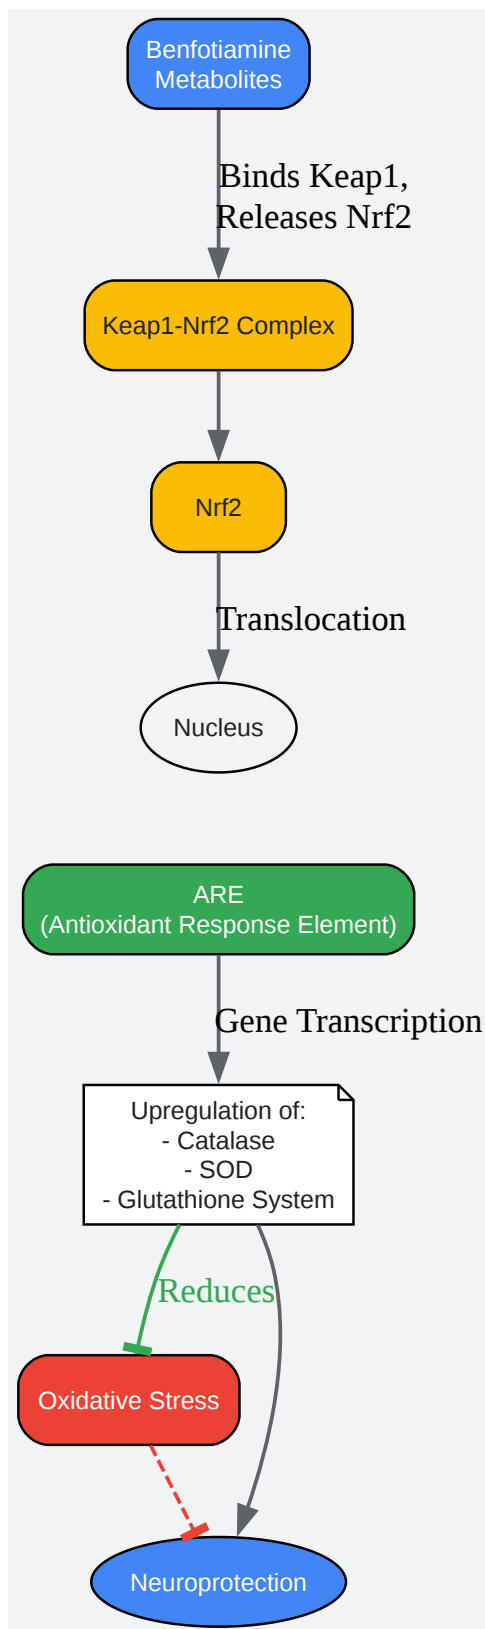 Benfotiamine
Metabolites
Binds Keap1,
Releases Nrf2
Keap1-Nrf2 Complex
Nrf2
Translocation
Nucleus
ARE
(Antioxidant Response Element)
Gene Transcription
Upregulation of:
- Catalase
- SOD
- Glutathione System
Reduces
Oxidative Stress
Neuroprotection